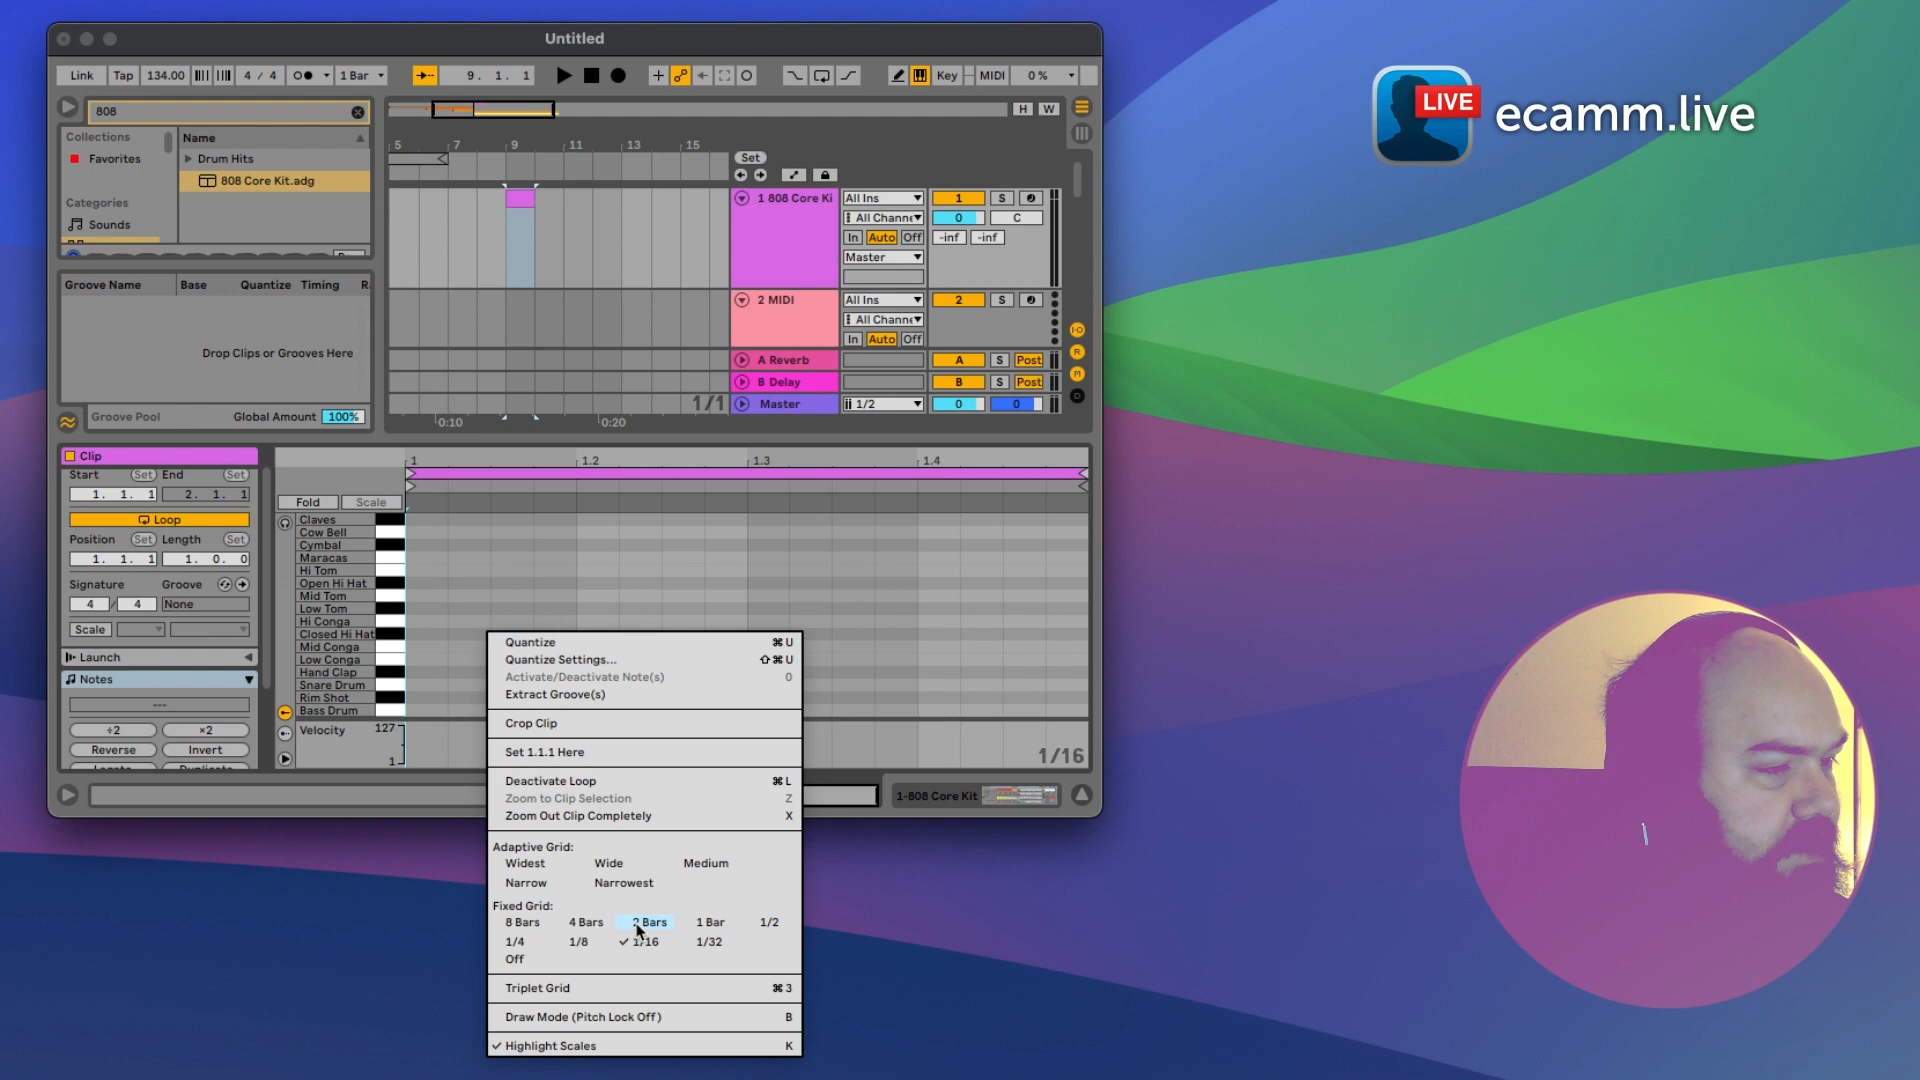 Untitled
Link Tap 134.00 4 / 4 1 Bar 9. 1. 1 Key MIDI 0 %
808
Collections
Favorites
Categories
Sounds
Name
Drum Hits
808 Core Kit.adg
H W
5 7 9 11 13 15
Set
1 808 Core Ki
All Ins
All Channe
In Auto Off
Master
1 S
0 C
-inf -inf
2 MIDI
All Ins
All Channe
In Auto Off
2 S
A Reverb A S Post
B Delay B S Post
1/1
Master 1/2 0 0
0:10 0:20
Groove Name Base Quantize Timing R
Drop Clips or Grooves Here
Groove Pool Global Amount 100%
Clip
Start Set End Set
1. 1. 1 2. 1. 1
Loop
Position Set Length Set
1. 1. 1 1. 0. 0
Signature Groove
4 / 4 None
Scale
Launch
Notes
---
÷2 ×2
Reverse Invert
Legato Duplicate
1 1.2 1.3 1.4
Fold Scale
Claves
Cow Bell
Cymbal
Maracas
Hi Tom
Open Hi Hat
Mid Tom
Low Tom
Hi Conga
Closed Hi Hat
Mid Conga
Low Conga
Hand Clap
Snare Drum
Rim Shot
Bass Drum
Velocity 127
1
1/16
1-808 Core Kit
Quantize ⌘U
Quantize Settings... ⇧⌘U
Activate/Deactivate Note(s) 0
Extract Groove(s)
Crop Clip
Set 1.1.1 Here
Deactivate Loop ⌘L
Zoom to Clip Selection Z
Zoom Out Clip Completely X
Adaptive Grid:
Widest Wide Medium
Narrow Narrowest
Fixed Grid:
8 Bars 4 Bars 2 Bars 1 Bar 1/2
1/4 1/8 ✓ 1/16 1/32
Off
Triplet Grid ⌘3
Draw Mode (Pitch Lock Off) B
✓ Highlight Scales K
LIVE
ecamm.live